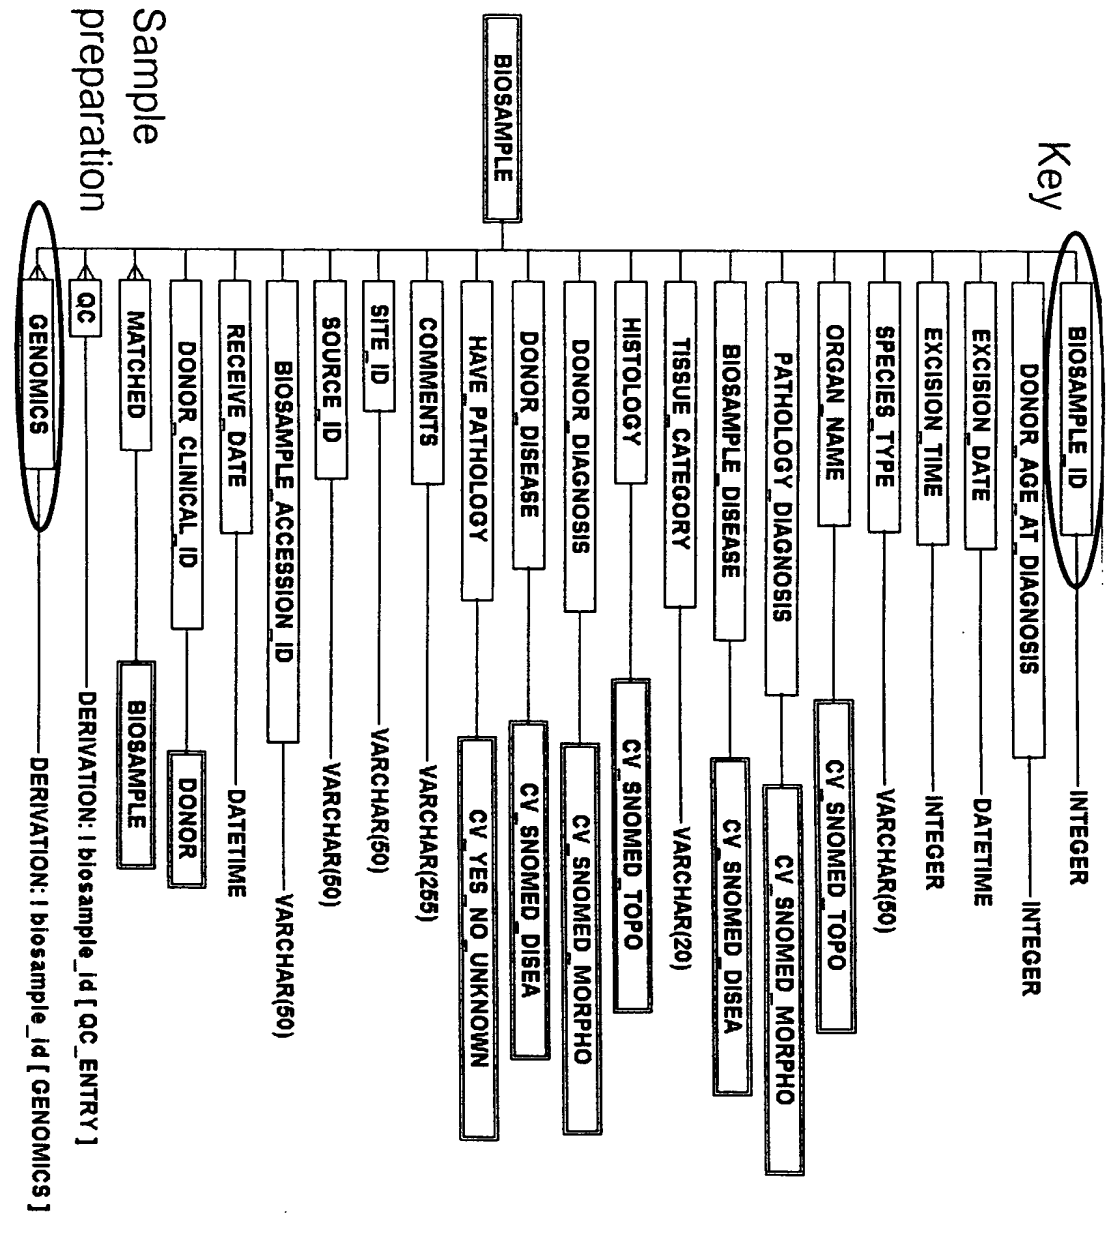 Key
BIOSAMPLE
BIOSAMPLE_ID INTEGER
DONOR_AGE_AT_DIAGNOSIS INTEGER
EXCISION_DATE DATETIME
EXCISION_TIME INTEGER
SPECIES_TYPE VARCHAR(50)
ORGAN_NAME CV_SNOMED_TOPO
PATHOLOGY_DIAGNOSIS CV_SNOMED_MORPHO
BIOSAMPLE_DISEASE CV_SNOMED_DISEA
TISSUE_CATEGORY VARCHAR(20)
HISTOLOGY CV_SNOMED_TOPO
DONOR_DIAGNOSIS CV_SNOMED_MORPHO
DONOR_DISEASE CV_SNOMED_DISEA
HAVE_PATHOLOGY CV_YES_NO_UNKNOWN
COMMENTS VARCHAR(255)
SITE_ID VARCHAR(50)
SOURCE_ID VARCHAR(50)
BIOSAMPLE_ACCESSION_ID VARCHAR(50)
RECEIVE_DATE DATETIME
DONOR_CLINICAL_ID DONOR
MATCHED BIOSAMPLE
QC DERIVATION: ! biosample_id [ QC_ENTRY ]
GENOMICS DERIVATION: ! biosample_id [ GENOMICS ]
Sample
preparation